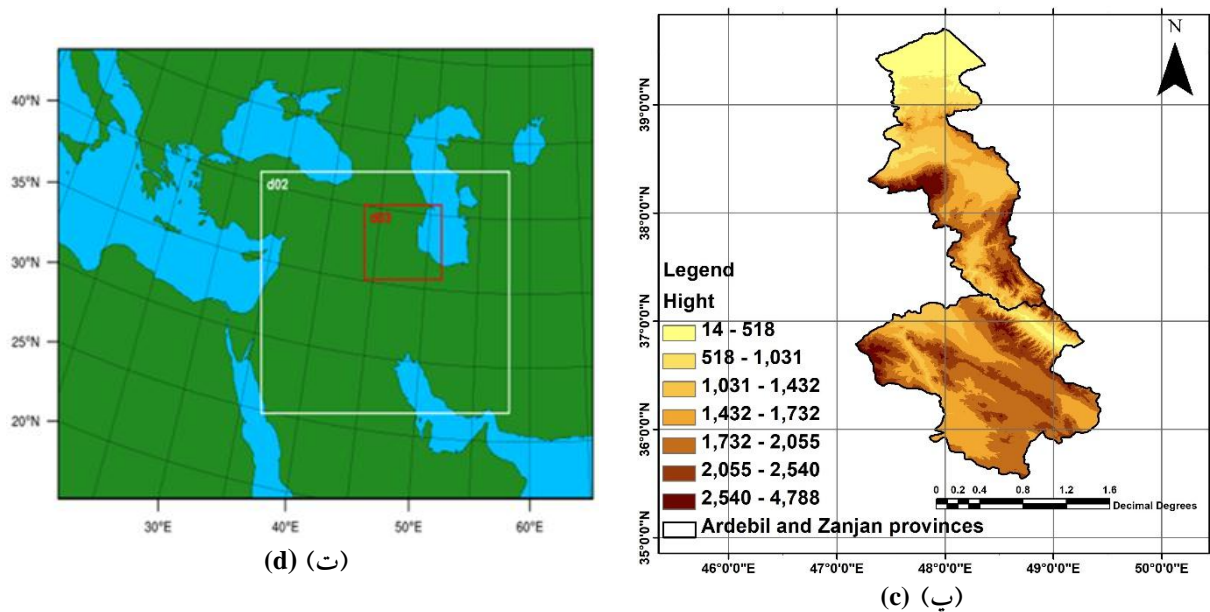 40°N
35°N
30°N
25°N
20°N
d02
d03
30°E
40°E
50°E
60°E
(d) (ت)
N
39°0'0"N
38°0'0"N
37°0'0"N
36°0'0"N
35°0'0"N
Legend
Hight
14 - 518
518 - 1,031
1,031 - 1,432
1,432 - 1,732
1,732 - 2,055
2,055 - 2,540
2,540 - 4,788
Ardebil and Zanjan provinces
0 0.2 0.4 0.8 1.2 1.6
Decimal Degrees
46°0'0"E 47°0'0"E 48°0'0"E 49°0'0"E 50°0'0"E
(c) (پ)